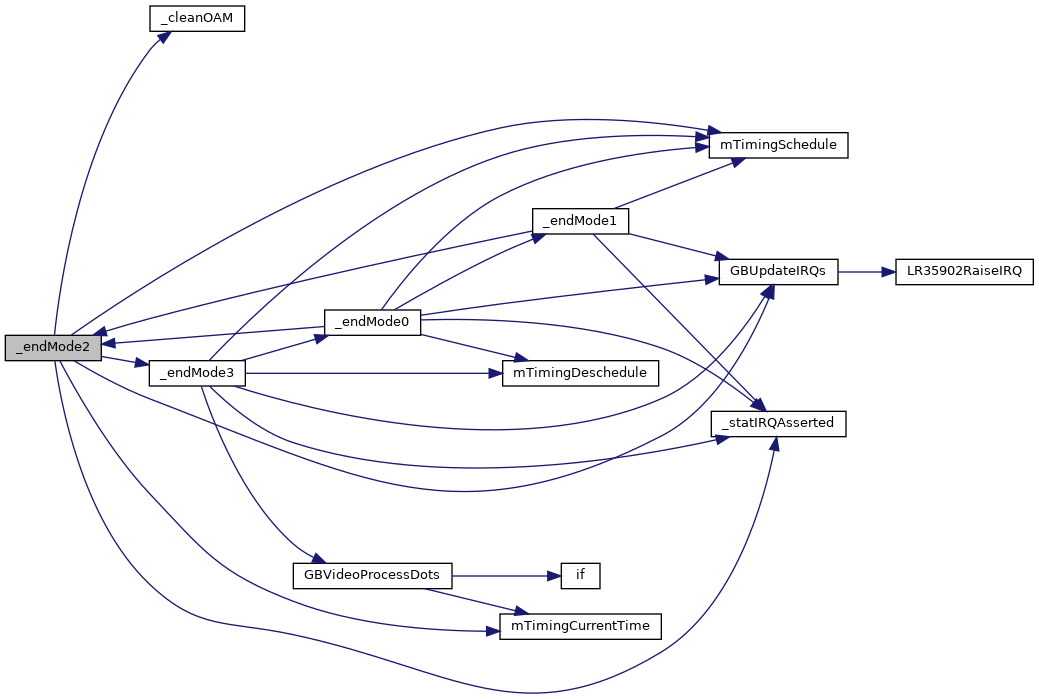 _cleanOAM
mTimingSchedule
_endMode1
GBUpdateIRQs
LR35902RaiseIRQ
_endMode0
_endMode2
_endMode3
mTimingDeschedule
_statIRQAsserted
GBVideoProcessDots
if
mTimingCurrentTime